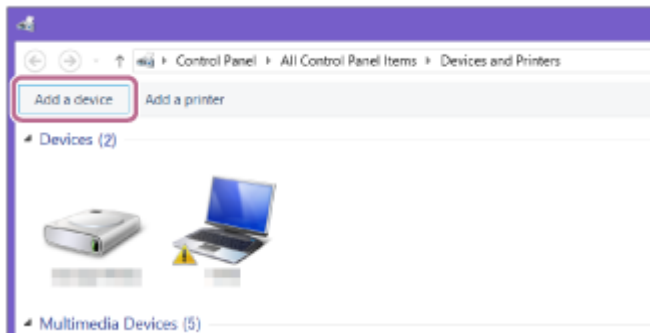 Control Panel All Control Panel Items Devices and Printers
Add a device Add a printer
Devices (2)
Multimedia Devices (5)